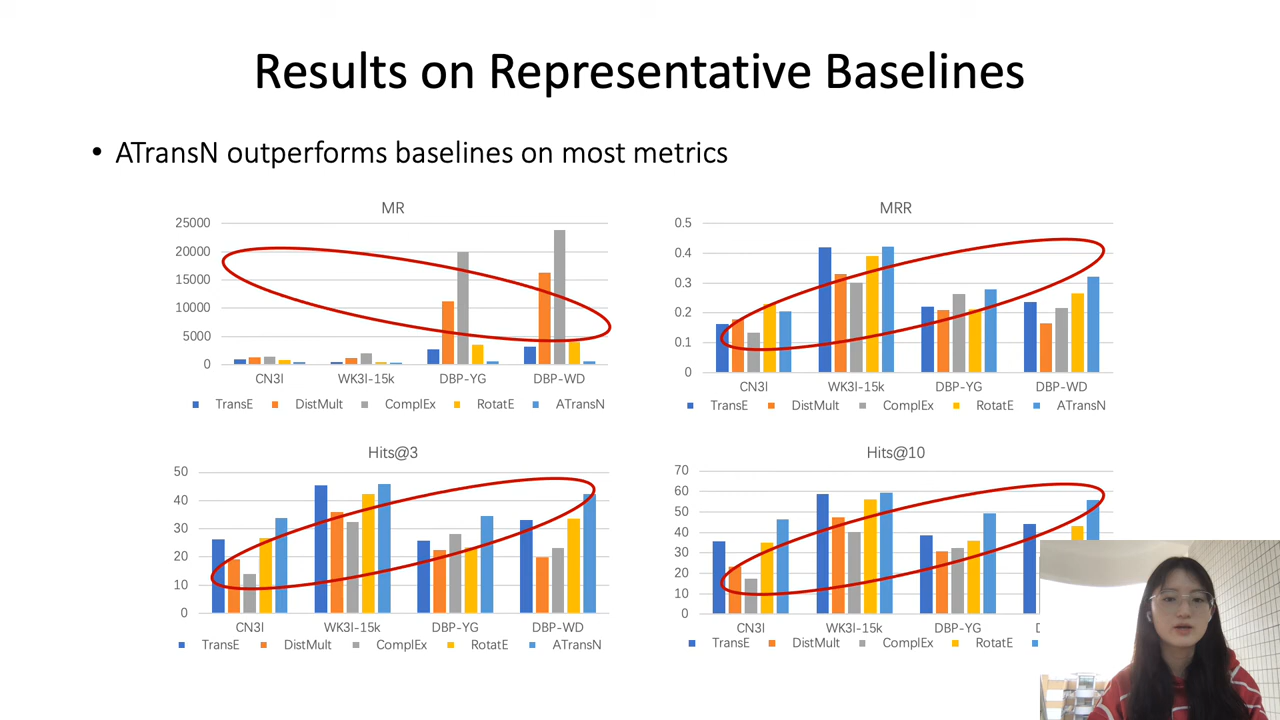 Results on Representative Baselines
• ATransN outperforms baselines on most metrics
MR
25000
20000
15000
10000
5000
0
CN3l WK3l-15k DBP-YG DBP-WD
TransE DistMult ComplEx RotatE ATransN
MRR
0.5
0.4
0.3
0.2
0.1
0
CN3l WK3l-15k DBP-YG DBP-WD
TransE DistMult ComplEx RotatE ATransN
Hits@3
50
40
30
20
10
0
CN3l WK3l-15k DBP-YG DBP-WD
TransE DistMult ComplEx RotatE ATransN
Hits@10
70
60
50
40
30
20
10
0
CN3l WK3l-15k DBP-YG
TransE DistMult ComplEx RotatE